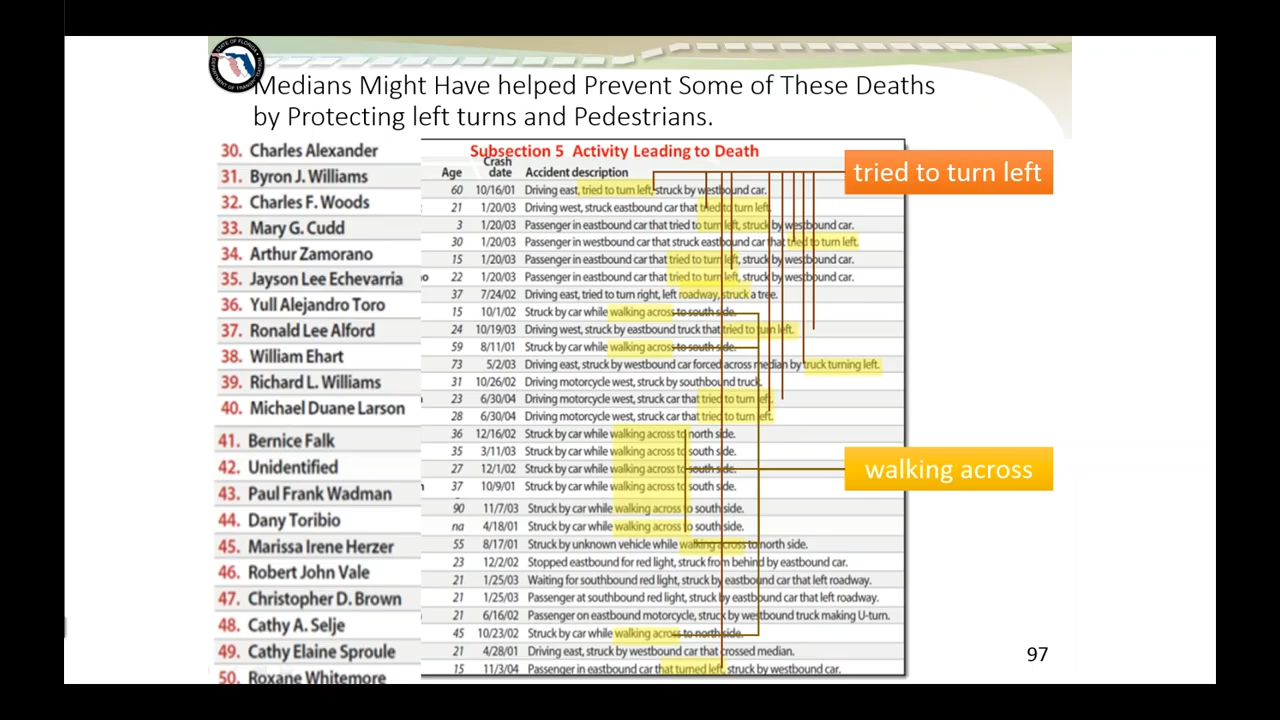 Medians Might Have helped Prevent Some of These Deaths
by Protecting left turns and Pedestrians.
30. Charles Alexander
31. Byron J. Williams
32. Charles F. Woods
33. Mary G. Cudd
34. Arthur Zamorano
35. Jayson Lee Echevarria
36. Yull Alejandro Toro
37. Ronald Lee Alford
38. William Ehart
39. Richard L. Williams
40. Michael Duane Larson
41. Bernice Falk
42. Unidentified
43. Paul Frank Wadman
44. Dany Toribio
45. Marissa Irene Herzer
46. Robert John Vale
47. Christopher D. Brown
48. Cathy A. Selje
49. Cathy Elaine Sproule
50. Roxane Whitemore
Subsection 5 Activity Leading to Death
Age Crash date Accident description
60 10/16/01 Driving east, tried to turn left, struck by westbound car.
21 1/20/03 Driving west, struck eastbound car that tried to turn left.
3 1/20/03 Passenger in eastbound car that tried to turn left, struck by westbound car.
30 1/20/03 Passenger in westbound car that struck eastbound car that tried to turn left.
15 1/20/03 Passenger in eastbound car that tried to turn left, struck by westbound car.
22 1/20/03 Passenger in eastbound car that tried to turn left, struck by westbound car.
37 7/24/02 Driving east, tried to turn right, left roadway, struck a tree.
15 10/1/02 Struck by car while walking across to south side.
24 10/19/03 Driving west, struck by eastbound truck that tried to turn left.
59 8/11/01 Struck by car while walking across to south side.
73 5/2/03 Driving east, struck by westbound car forced across median by truck turning left.
31 10/26/02 Driving motorcycle west, struck by southbound truck.
23 6/30/04 Driving motorcycle west, struck car that tried to turn left.
28 6/30/04 Driving motorcycle west, struck car that tried to turn left.
36 12/16/02 Struck by car while walking across to north side.
35 3/11/03 Struck by car while walking across to south side.
27 12/1/02 Struck by car while walking across to south side.
37 10/9/01 Struck by car while walking across to south side.
90 11/7/03 Struck by car while walking across to south side.
na 4/18/01 Struck by car while walking across to south side.
55 8/17/01 Struck by unknown vehicle while walking across to north side.
23 12/2/02 Stopped eastbound for red light, struck from behind by eastbound car.
21 1/25/03 Waiting for southbound red light, struck by eastbound car that left roadway.
21 1/25/03 Passenger at southbound red light, struck by eastbound car that left roadway.
21 6/16/02 Passenger on eastbound motorcycle, struck by westbound truck making U-turn.
45 10/23/02 Struck by car while walking across to north side.
21 4/28/01 Driving east, struck by westbound car that crossed median.
15 11/3/04 Passenger in eastbound car that turned left, struck by westbound car.
tried to turn left
walking across
97